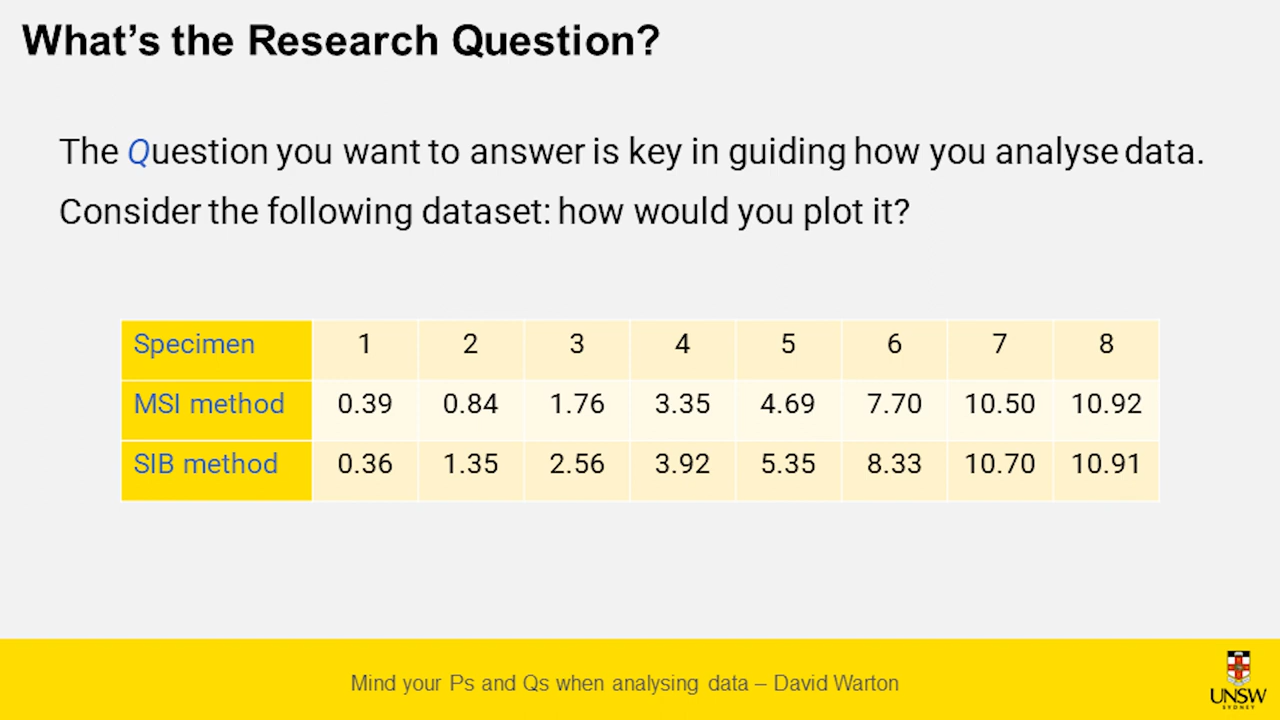 What's the Research Question?
The Question you want to answer is key in guiding how you analyse data.
Consider the following dataset: how would you plot it?
Specimen 1 2 3 4 5 6 7 8
MSI method 0.39 0.84 1.76 3.35 4.69 7.70 10.50 10.92
SIB method 0.36 1.35 2.56 3.92 5.35 8.33 10.70 10.91
Mind your Ps and Qs when analysing data – David Warton
UNSW
SYDNEY